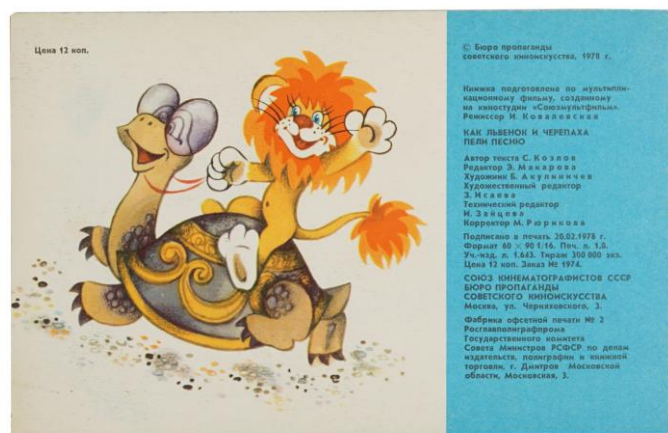 Цена 12 коп.
© Бюро пропаганды
советского киноискусства, 1978 г.
Книжка подготовлена по мультипли-
кационному фильму, созданному
на киностудии «Союзмультфильм».
Режиссер И. Ковалевская
КАК ЛЬВЕНОК И ЧЕРЕПАХА
ПЕЛИ ПЕСНЮ
Автор текста С. Козлов
Редактор Э. Макарова
Художник Б. Акулиничев
Художественный редактор
З. Исаева
Технический редактор
И. Зайцева
Корректор М. Рюрикова
Подписано в печать 20.02.1978 г.
Формат 60 × 90 1/16. Печ. л. 1,0.
Уч.-изд. л. 1,643. Тираж 300 000 экз.
Цена 12 коп. Заказ № 1974.
СОЮЗ КИНЕМАТОГРАФИСТОВ СССР
БЮРО ПРОПАГАНДЫ
СОВЕТСКОГО КИНОИСКУССТВА
Москва, ул. Черняховского, 3.
Фабрика офсетной печати № 2
Росглавполиграфпрома
Государственного комитета
Совета Министров РСФСР по делам
издательств, полиграфии и книжной
торговли, г. Дмитров Московской
области, Московская, 3.